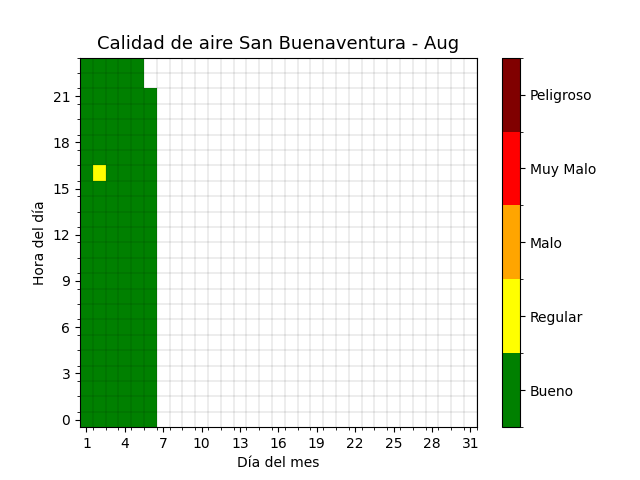 Calidad de aire San Buenaventura - Aug
Hora del día
21
18
15
12
9
6
3
0
1 4 7 10 13 16 19 22 25 28 31
Día del mes
Peligroso
Muy Malo
Malo
Regular
Bueno